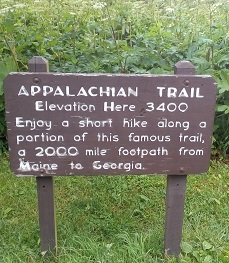 APPALACHIAN TRAIL
Elevation Here 3400
Enjoy a short hike along a
portion of this famous trail,
a 2000 mile footpath from
Maine to Georgia.